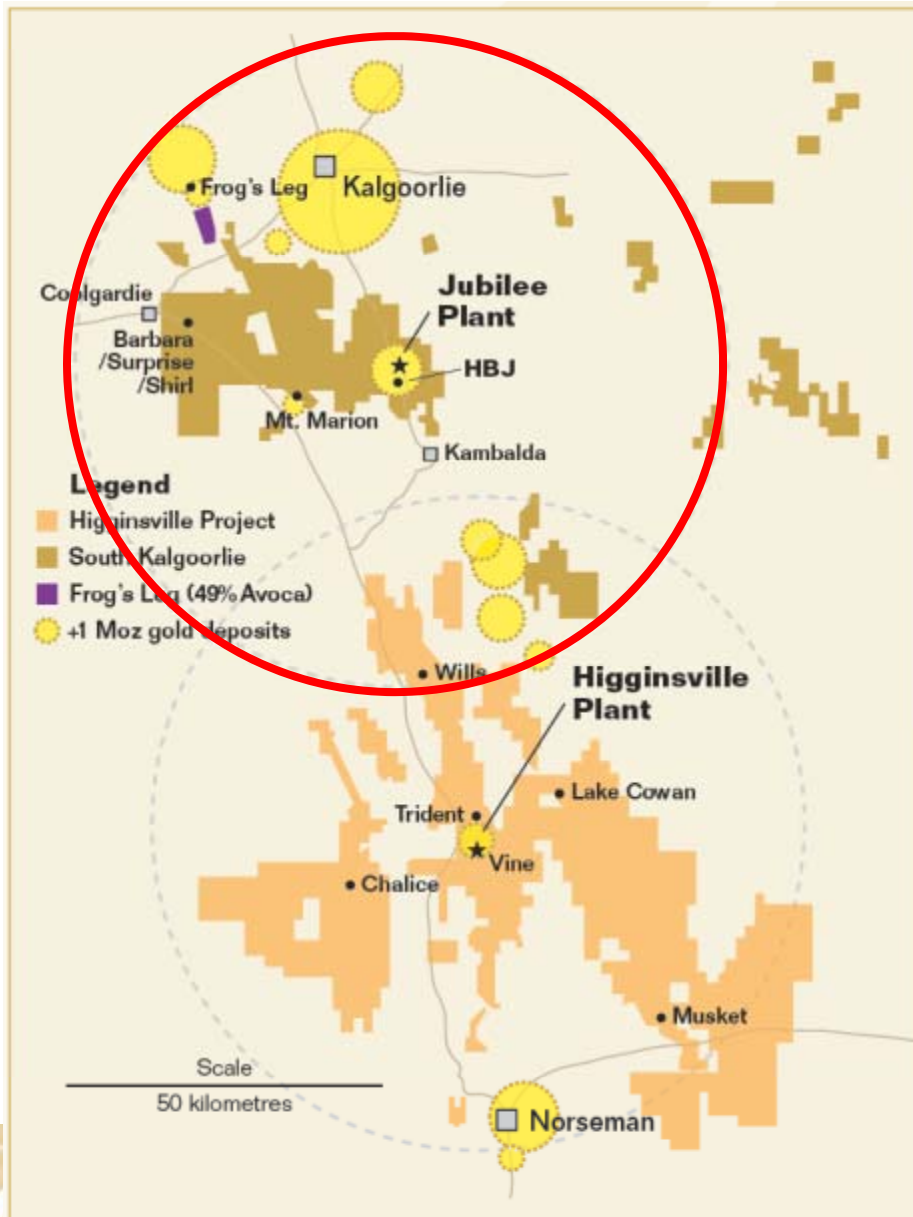 Frog's Leg
Kalgoorlie
Coolgardie
Jubilee
Plant
Barbara
/Surprise
/Shirl
HBJ
Mt. Marion
Kambalda
Legend
Higginsville Project
South Kalgoorlie
Frog's Leg (49% Avoca)
+1 Moz gold deposits
Wills
Higginsville
Plant
Lake Cowan
Trident
Vine
Chalice
Musket
Scale
50 kilometres
Norseman